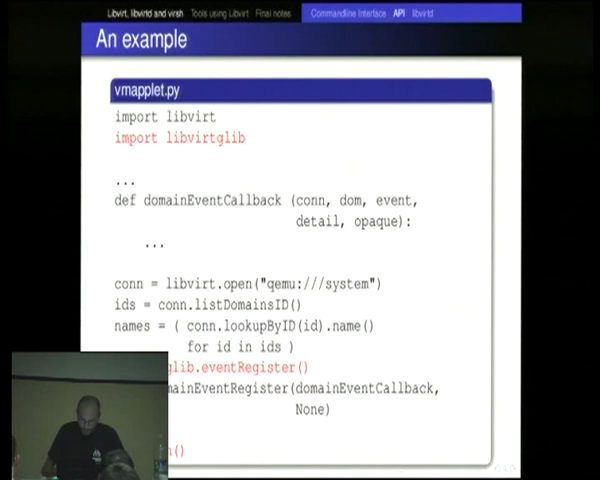 Libvirt, libvirtd and virsh Tools using Libvirt Final notes Commandline Interface API libvirtd
An example
vmapplet.py
import libvirt
import libvirtglib
...
def domainEventCallback (conn, dom, event,
detail, opaque):
...
conn = libvirt.open("qemu:///system")
ids = conn.listDomainsID()
names = ( conn.lookupByID(id).name()
for id in ids )
glib.eventRegister()
mainEventRegister(domainEventCallback,
None)
()